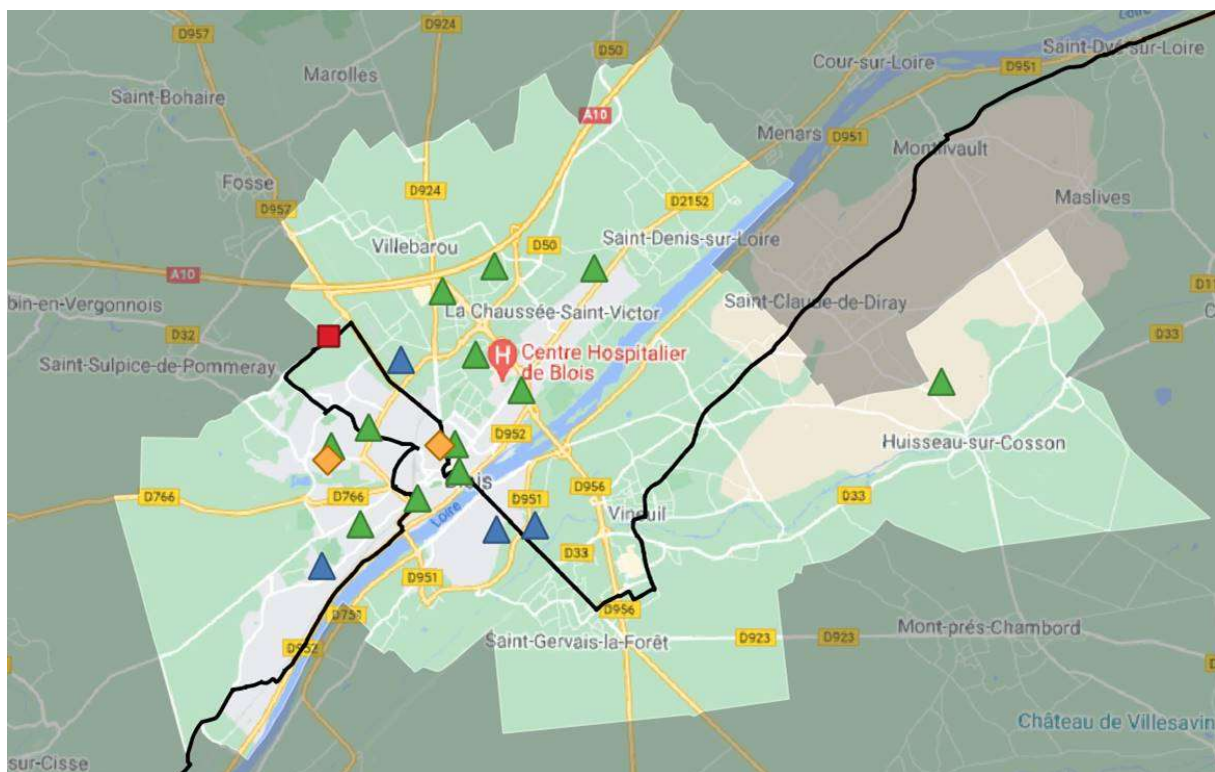 D957
D924
D50
Loire
Saint-Dyé-sur-Loire
Marolles
Cour-sur-Loire
D951
Saint-Bohaire
A10
Menars
D951
Montlivault
Fosse
D957
D924
D2152
Maslives
Villebarou
D50
Saint-Denis-sur-Loire
A10
bin-en-Vergonnois
La Chaussée-Saint-Victor
Saint-Claude-de-Diray
D11
C
D32
D33
Saint-Sulpice-de-Pommeray
H
Centre Hospitalier
de Blois
D952
Huisseau-sur-Cosson
D766
D766
D951
D956
D33
Loire
Vineuil
D33
D951
D751
D956
Saint-Gervais-la-Forêt
D923
D923
Mont-prés-Chambord
D952
Château de Villesavin
sur-Cisse